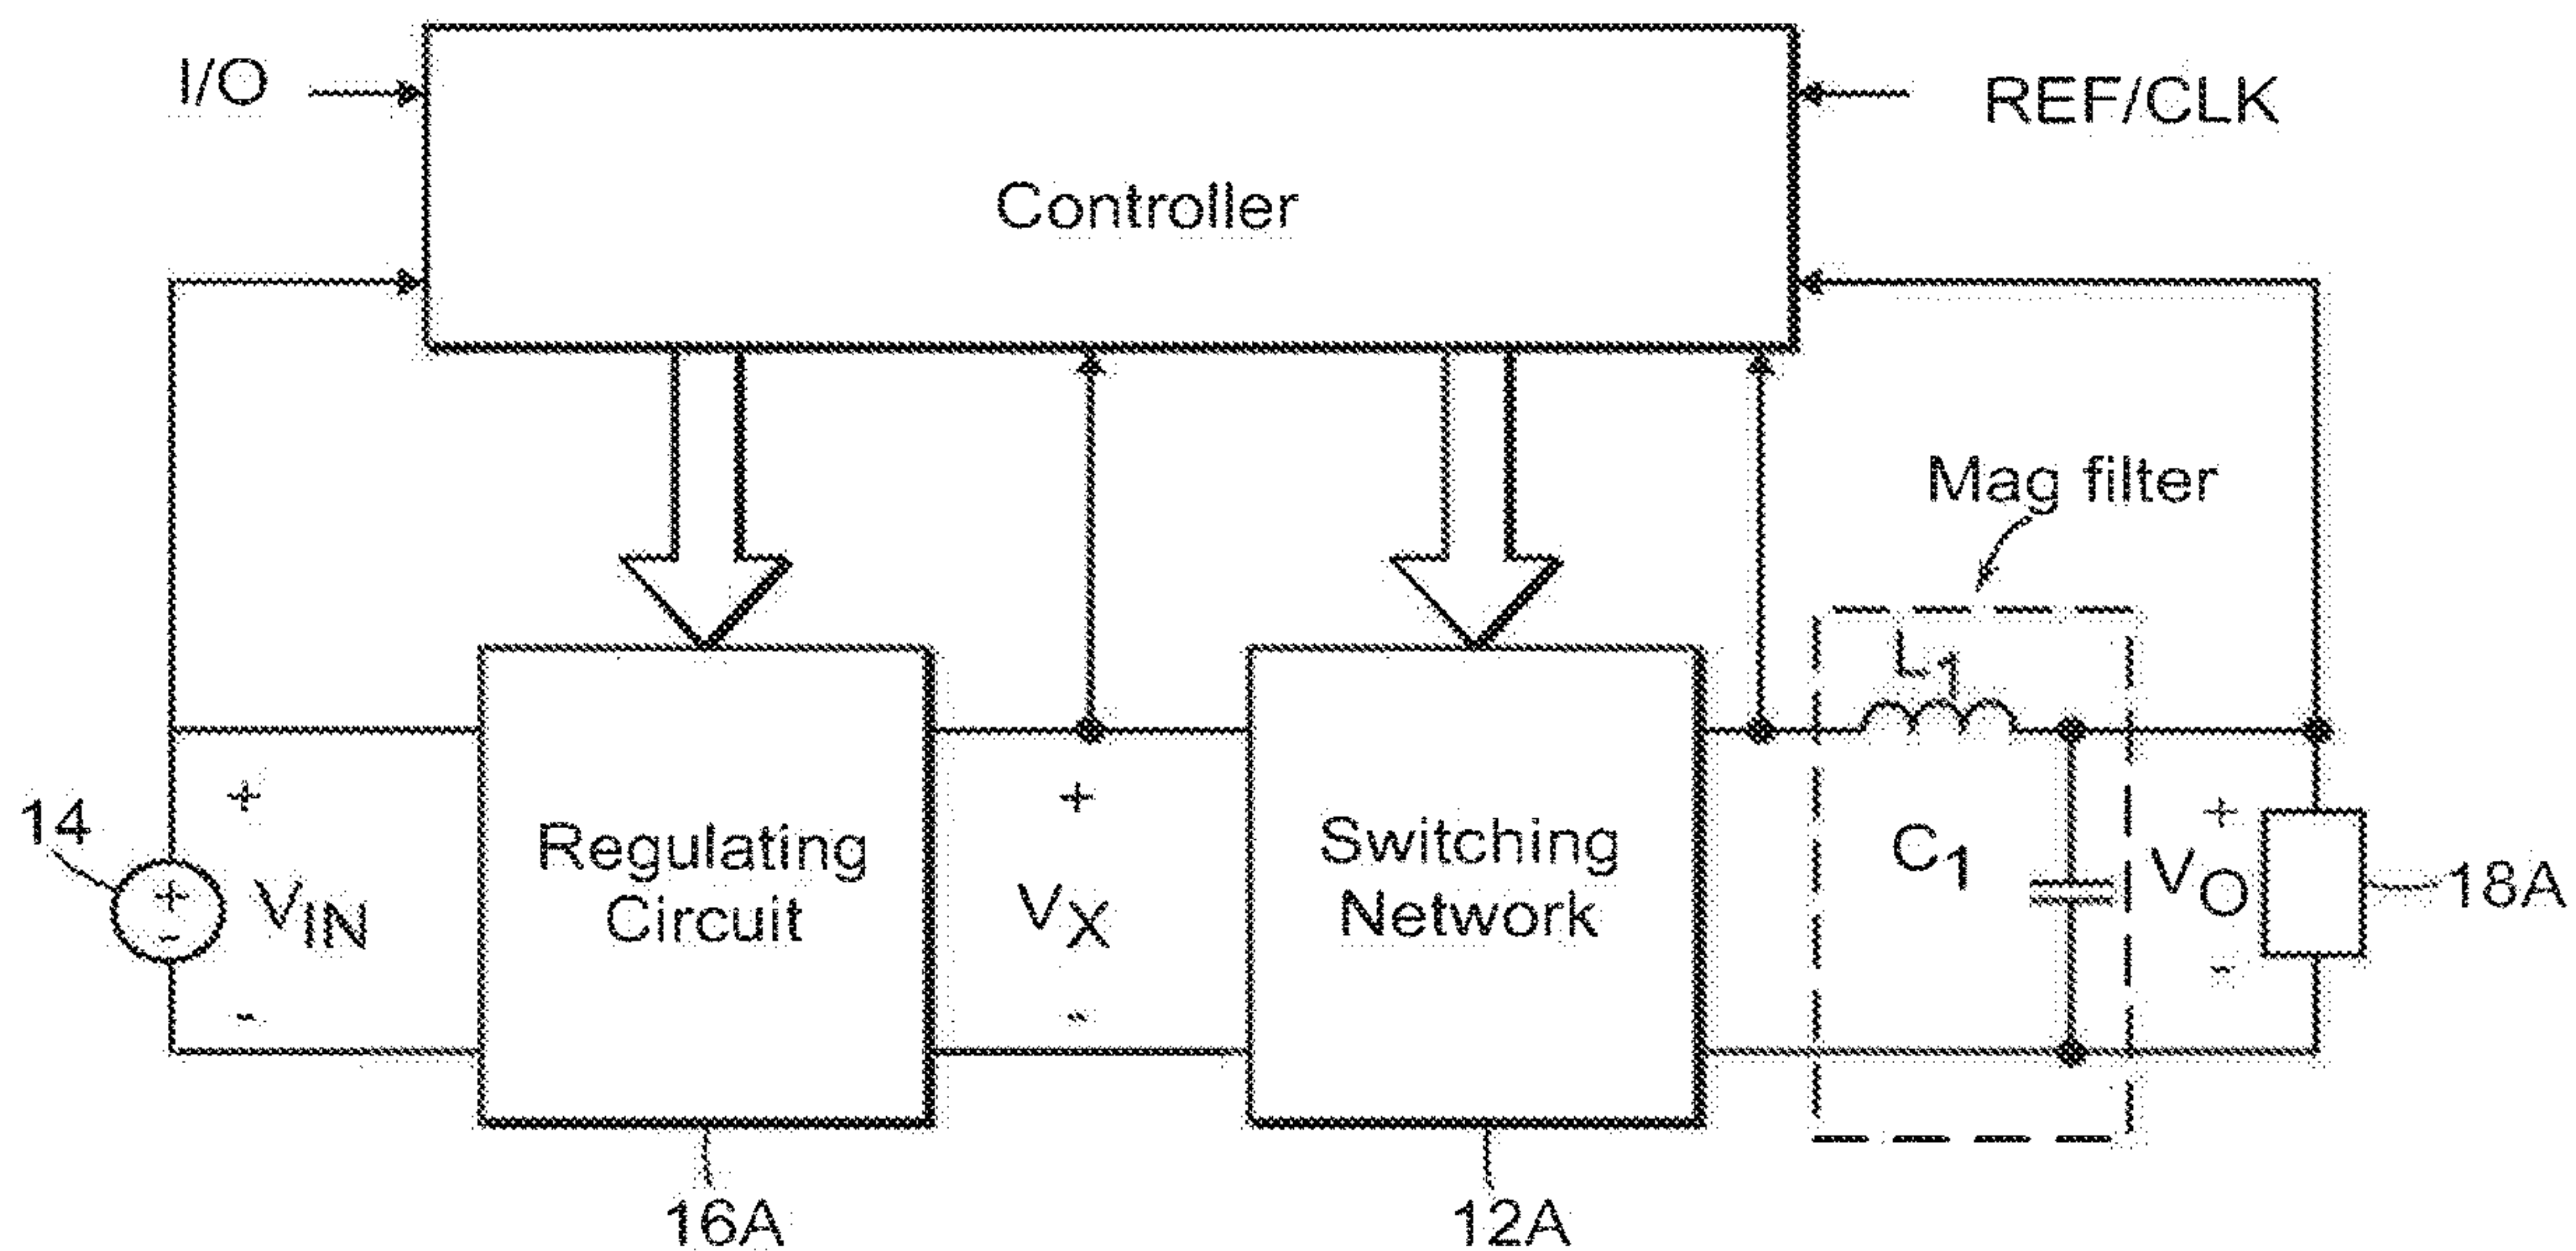 I/O
REF/CLK
Controller
Mag filter
L1
+
+
+
14
+
-
VIN
Regulating
Circuit
VX
Switching
Network
C1
VO
18A
-
-
-
16A
12A